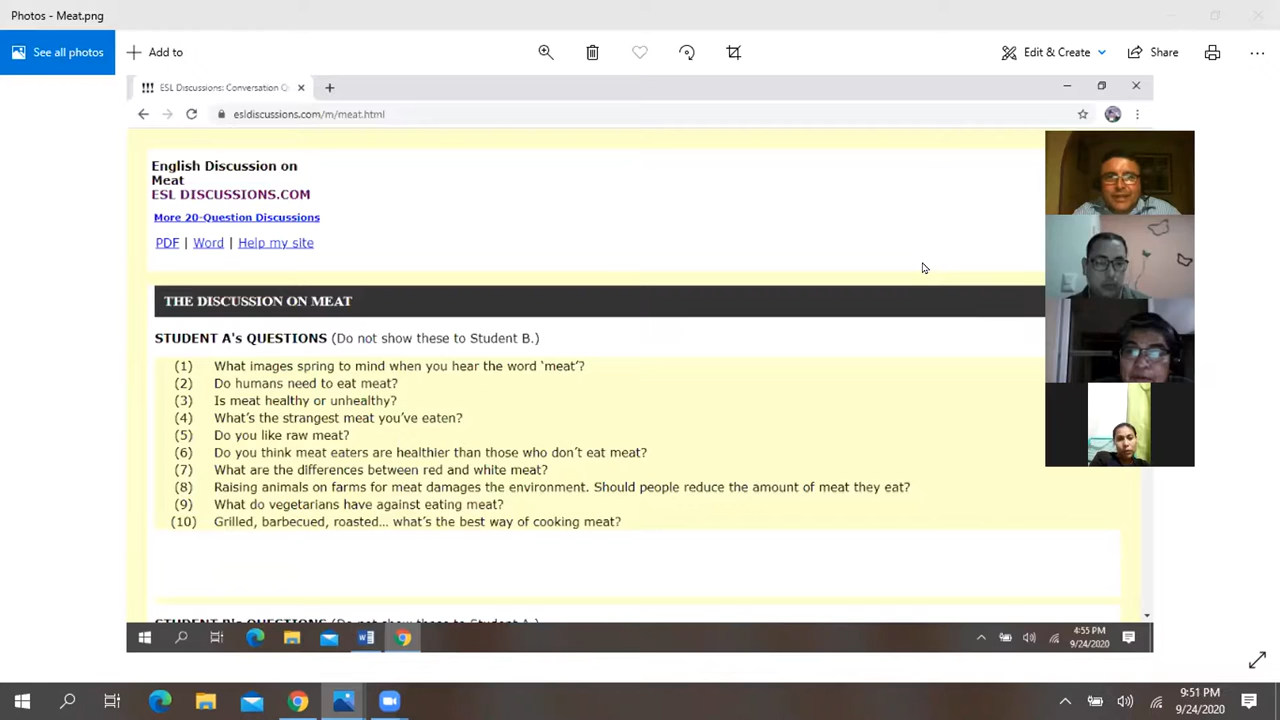 Photos - Meat.png
See all photos
Add to
Edit & Create
Share
ESL Discussions: Conversation
esldiscussions.com/m/meat.html
English Discussion on
Meat
ESL DISCUSSIONS.COM
More 20-Question Discussions
PDF | Word | Help my site
THE DISCUSSION ON MEAT
STUDENT A's QUESTIONS (Do not show these to Student B.)
(1) What images spring to mind when you hear the word ‘meat’?
(2) Do humans need to eat meat?
(3) Is meat healthy or unhealthy?
(4) What’s the strangest meat you’ve eaten?
(5) Do you like raw meat?
(6) Do you think meat eaters are healthier than those who don’t eat meat?
(7) What are the differences between red and white meat?
(8) Raising animals on farms for meat damages the environment. Should people reduce the amount of meat they eat?
(9) What do vegetarians have against eating meat?
(10) Grilled, barbecued, roasted… what’s the best way of cooking meat?
STUDENT B's QUESTIONS (Do not show these to Student A.)
4:55 PM
9/24/2020
9:51 PM
9/24/2020